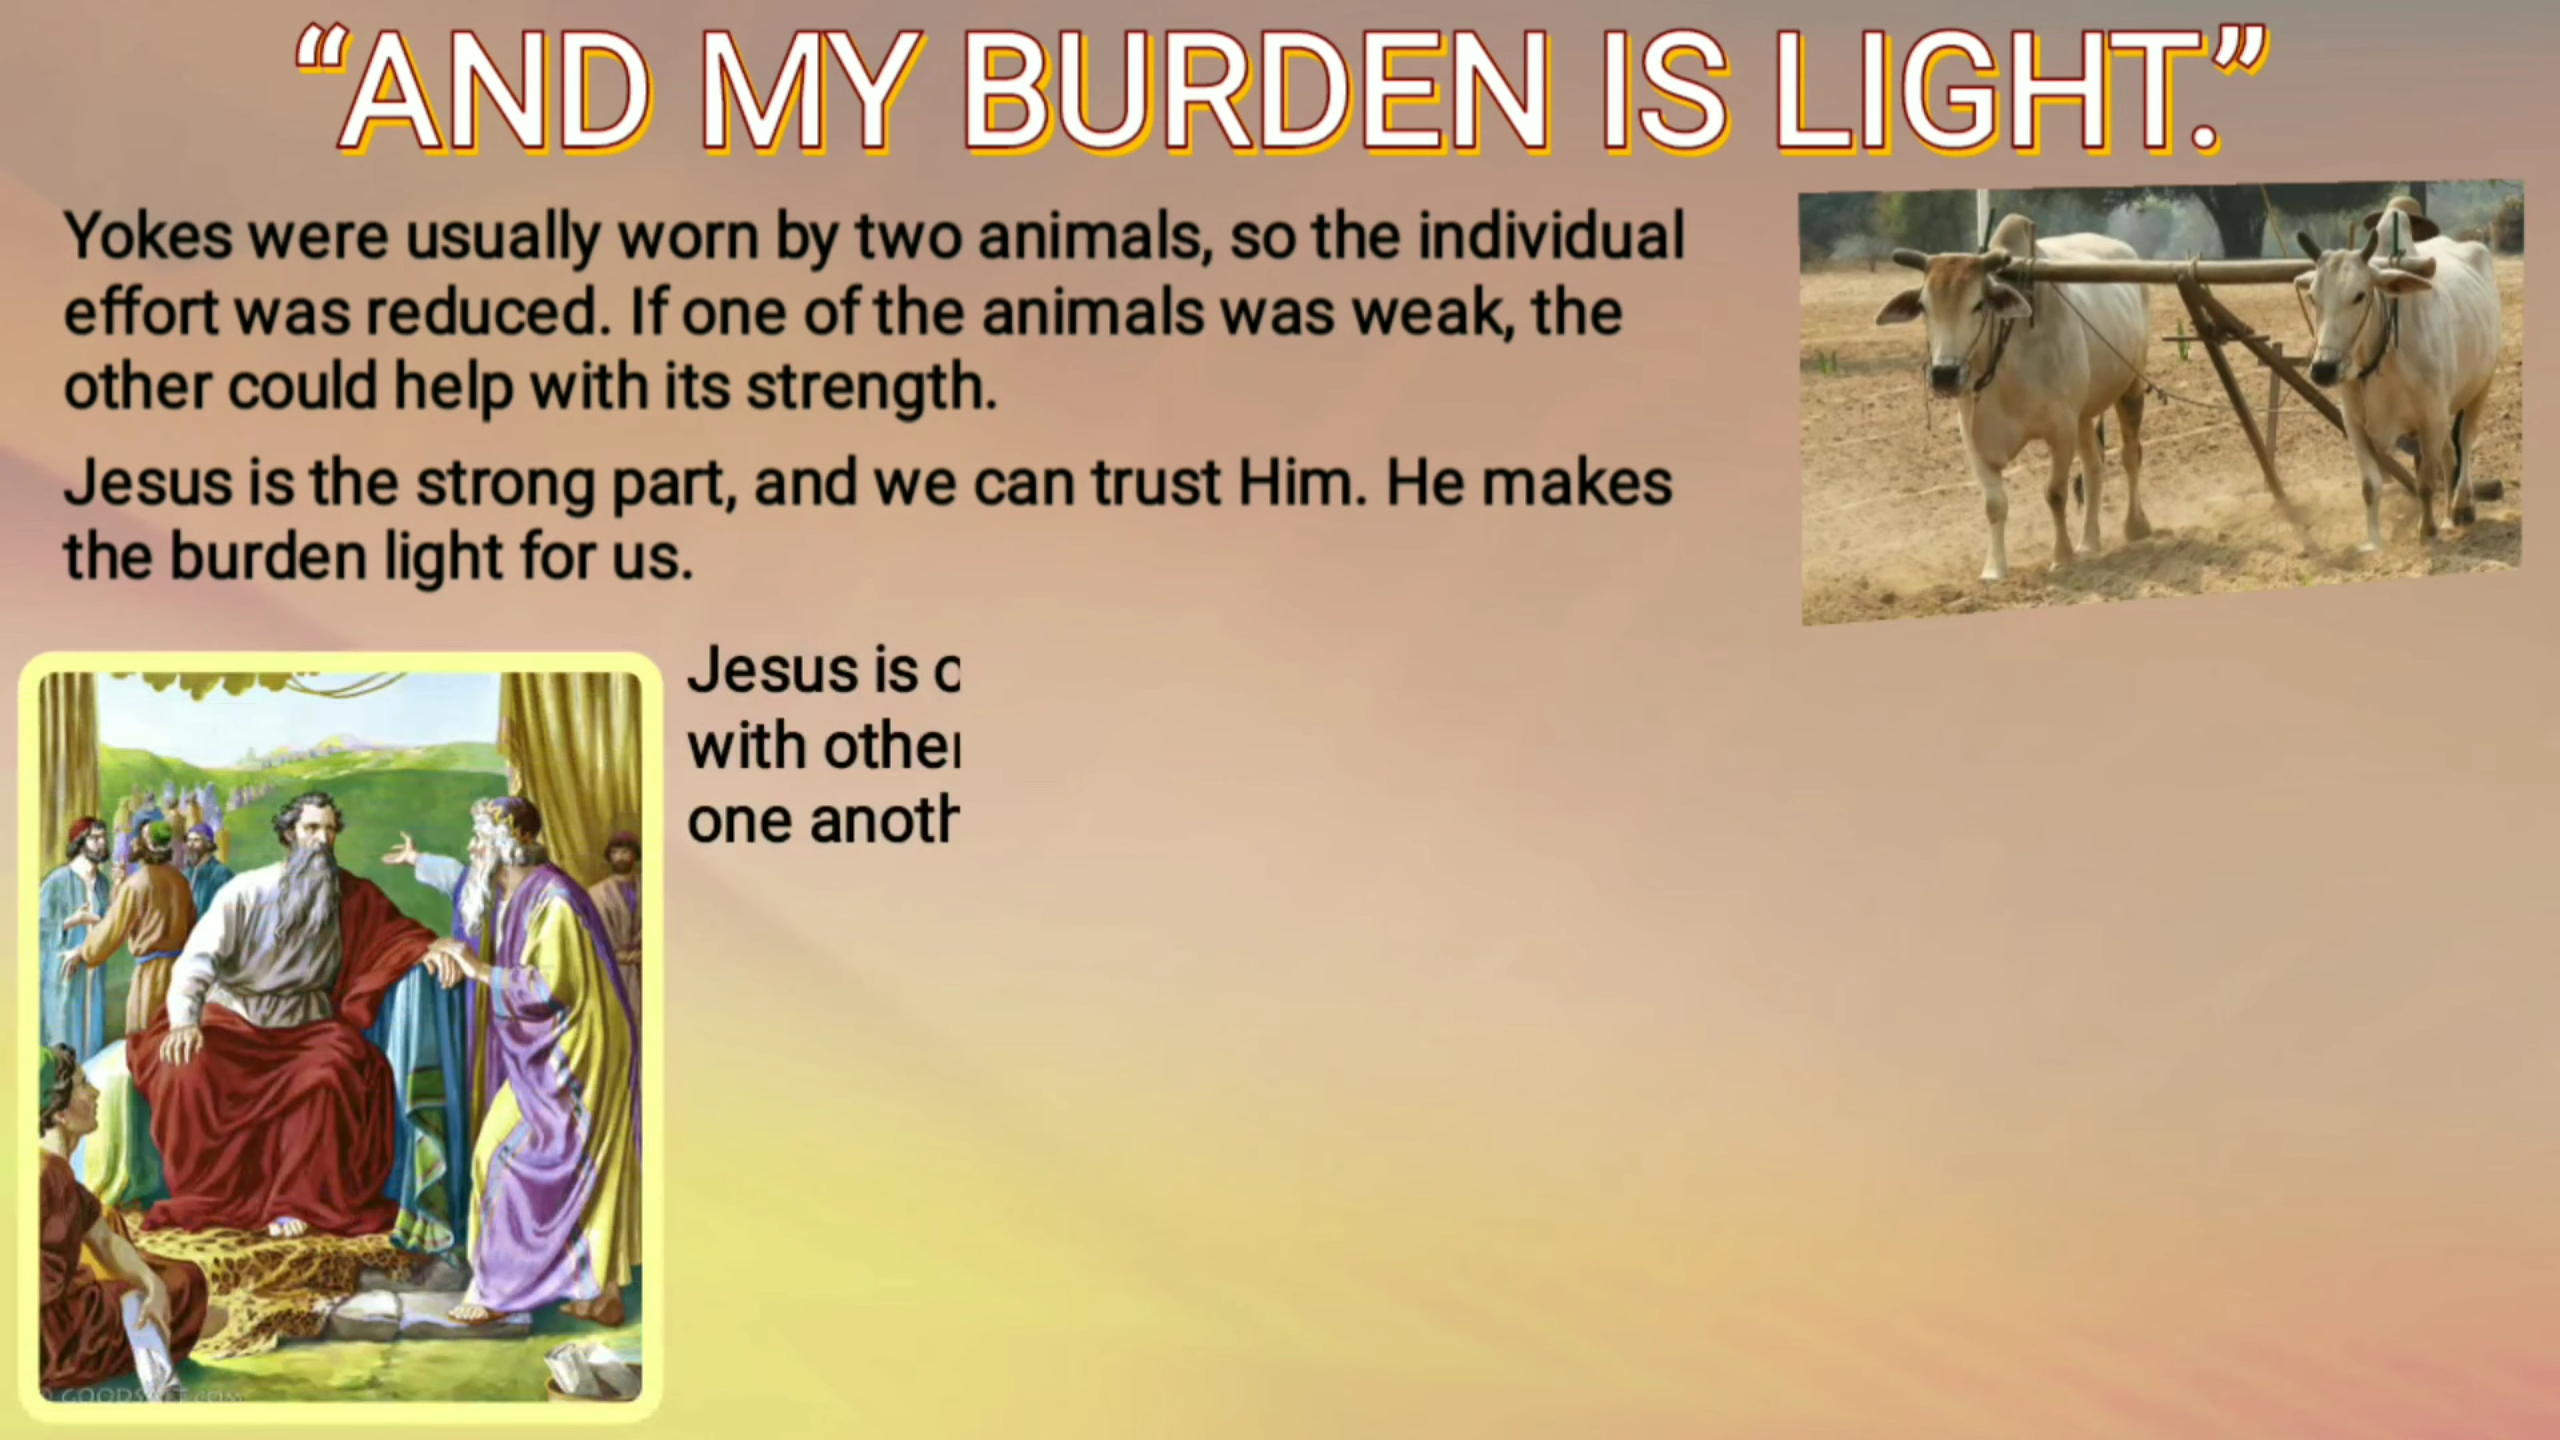 “AND MY BURDEN IS LIGHT.”
Yokes were usually worn by two animals, so the individual
effort was reduced. If one of the animals was weak, the
other could help with its strength.
Jesus is the strong part, and we can trust Him. He makes
the burden light for us.
Jesus is
with
one